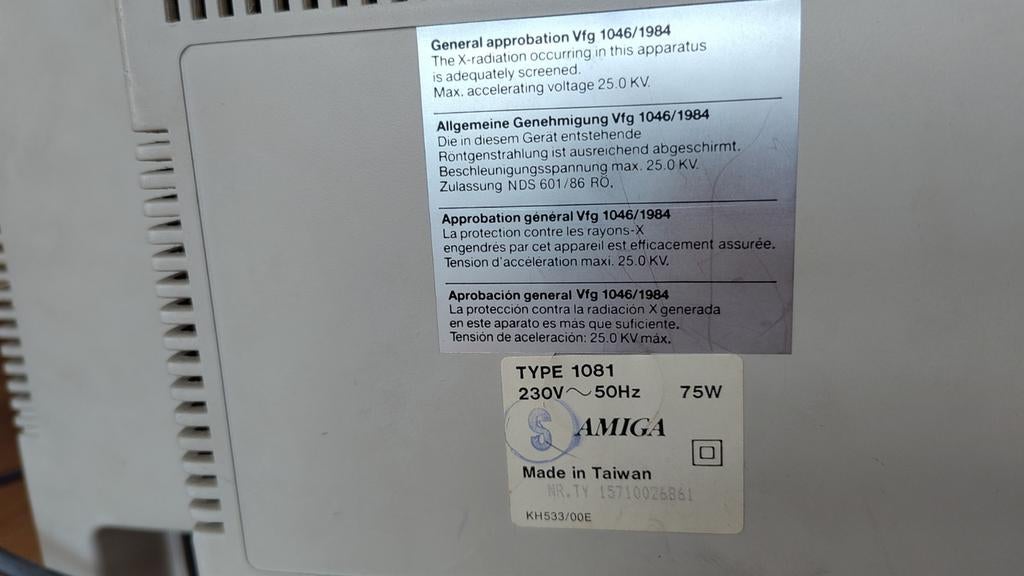 General approbation Vfg 1046/1984
The X-radiation occurring in this apparatus
is adequately screened.
Max. accelerating voltage 25.0 KV.
Allgemeine Genehmigung Vfg 1046/1984
Die in diesem Gerät entstehende
Röntgenstrahlung ist ausreichend abgeschirmt.
Beschleunigungsspannung max. 25.0 KV.
Zulassung NDS 601/86 RÖ.
Approbation général Vfg 1046/1984
La protection contre les rayons-X
engendrés par cet appareil est efficacement assurée.
Tension d'accélération maxi. 25.0 KV.
Aprobación general Vfg 1046/1984
La protección contra la radiación X generada
en este aparato es más que suficiente.
Tensión de aceleración: 25.0 KV máx.
TYPE 1081
230V~50Hz 75W
S AMIGA
Made in Taiwan
NR.TY 15710026861
KH533/00E